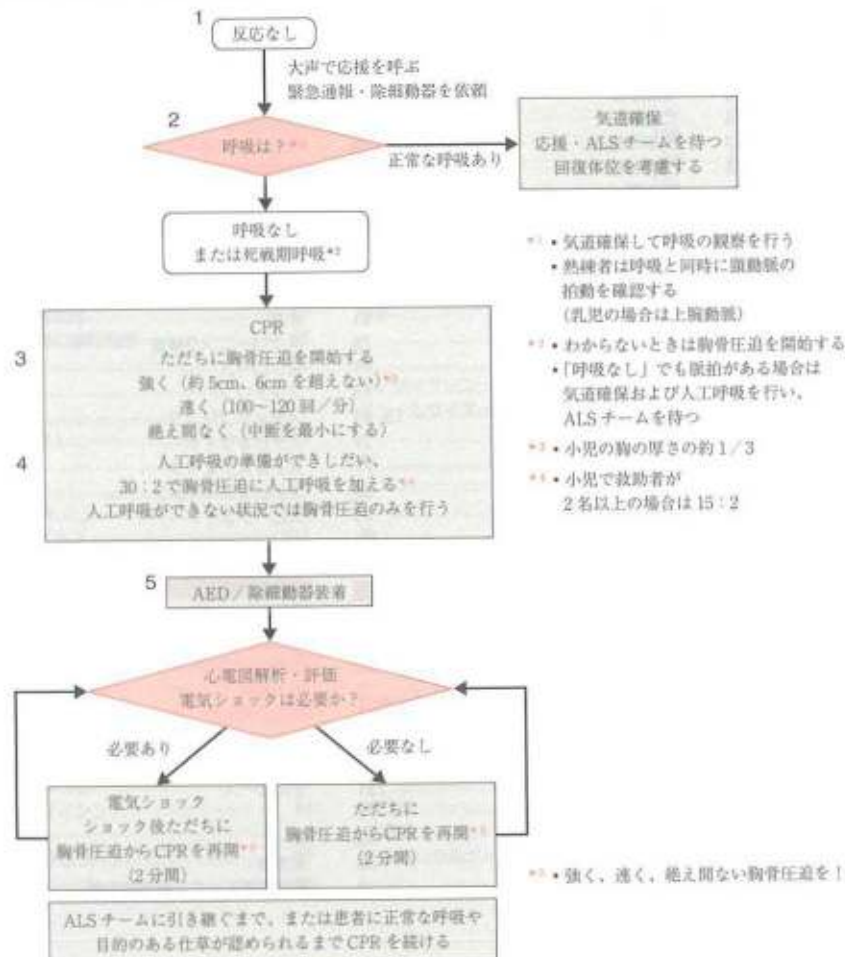 1
反応なし
大声で応援を呼ぶ
緊急通報・除細動器を依頼
2
呼吸は？*1
正常な呼吸あり
気道確保
応援・ALSチームを待つ
回復体位を考慮する
呼吸なし
または死戦期呼吸*2
*1 • 気道確保して呼吸の観察を行う
• 熟練者は呼吸と同時に頸動脈の
拍動を確認する
(乳児の場合は上腕動脈)
*2 • わからないときは胸骨圧迫を開始する
•「呼吸なし」でも脈拍がある場合は
気道確保および人工呼吸を行い、
ALSチームを待つ
*3 • 小児の胸の厚さの約1/3
*4 • 小児で救助者が
2名以上の場合は15：2
CPR
3
ただちに胸骨圧迫を開始する
強く（約5cm、6cmを超えない）*3
速く（100～120回/分）
絶え間なく（中断を最小にする）
4
人工呼吸の準備ができしだい、
30：2で胸骨圧迫に人工呼吸を加える*4
人工呼吸ができない状況では胸骨圧迫のみを行う
5
AED/除細動器装着
心電図解析・評価
電気ショックは必要か？
必要あり
必要なし
電気ショック
ショック後ただちに
胸骨圧迫からCPRを再開*5
(2分間)
ただちに
胸骨圧迫からCPRを再開*5
(2分間)
*5 • 強く、速く、絶え間ない胸骨圧迫を！
ALSチームに引き継ぐまで、または患者に正常な呼吸や
目的のある仕草が認められるまでCPRを続ける